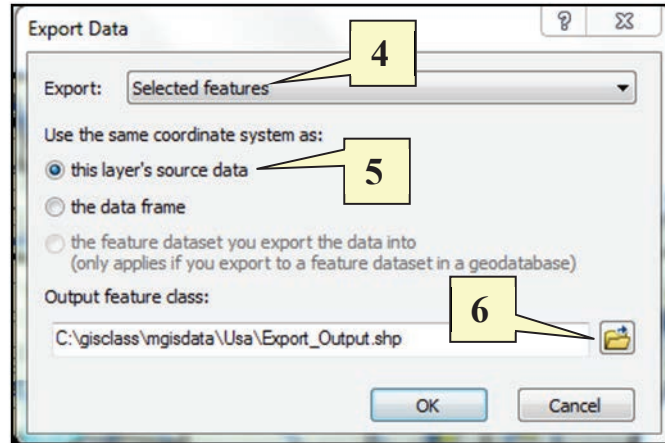 Export Data
4
Export: Selected features
Use the same coordinate system as:
this layer's source data
5
the data frame
the feature dataset you export the data into
(only applies if you export to a feature dataset in a geodatabase)
Output feature class:
6
C:\gisclass\mgisdata\Usa\Export_Output.shp
OK Cancel